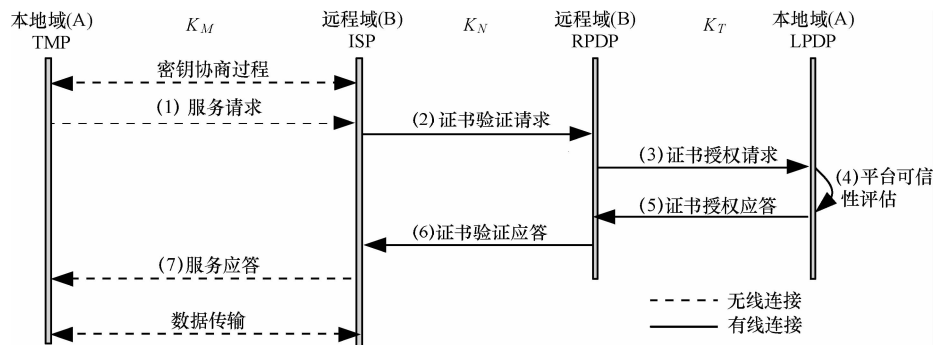 本地域(A)
TMP
K_M
远程域(B)
ISP
K_N
远程域(B)
RPDP
K_T
本地域(A)
LPDP
密钥协商过程
(1) 服务请求
(2)证书验证请求
(3)证书授权请求
(4)平台可信
性评估
(5)证书授权应答
(6)证书验证应答
(7)服务应答
数据传输
无线连接
有线连接